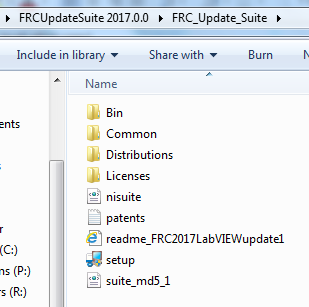 FRCUpdateSuite 2017.0.0 FRC_Update_Suite
Include in library Share with Burn
Name
ents
Bin
Common
Distributions
Licenses
nisuite
patents
readme_FRC2017LabVIEWupdate1
r
(C:)
setup
ns (P:)
suite_md5_1
s (R:)